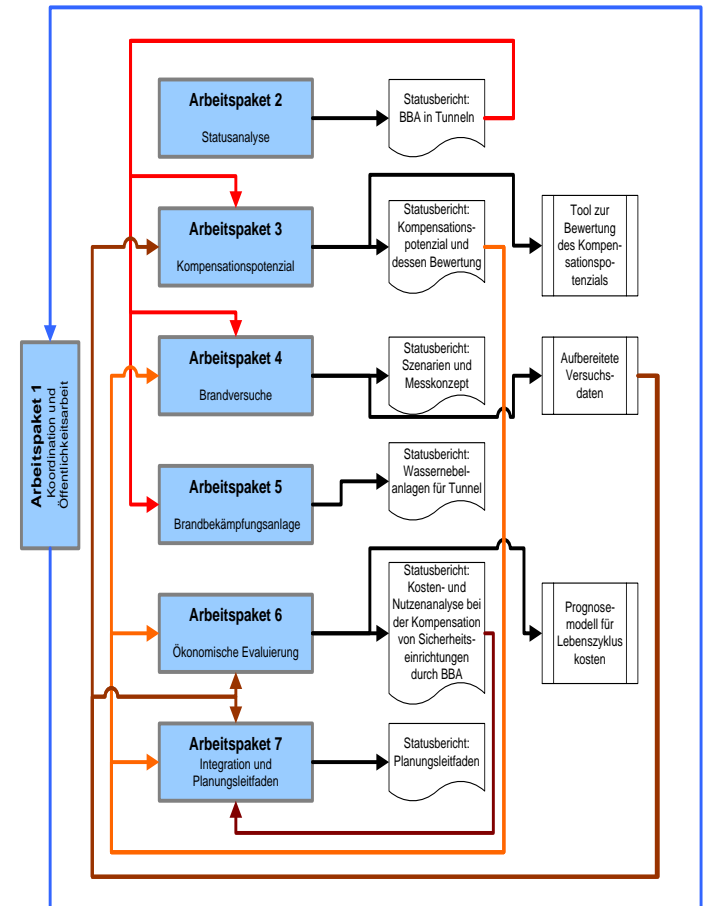 Arbeitspaket 1
Koordination und
Öffentlichkeitsarbeit
Arbeitspaket 2
Statusanalyse
Statusbericht:
BBA in Tunneln
Arbeitspaket 3
Kompensationspotenzial
Statusbericht:
Kompensations-
potenzial und
dessen Bewertung
Tool zur
Bewertung
des Kompen-
sationspo-
tenzials
Arbeitspaket 4
Brandversuche
Statusbericht:
Szenarien und
Messkonzept
Aufbereitete
Versuchs-
daten
Arbeitspaket 5
Brandbekämpfungsanlage
Statusbericht:
Wassernebel-
anlagen für Tunnel
Arbeitspaket 6
Ökonomische Evaluierung
Statusbericht:
Kosten- und
Nutzenanalyse bei
der Kompensation
von Sicherheits-
einrichtungen
durch BBA
Prognose-
modell für
Lebenszyklus
kosten
Arbeitspaket 7
Integration und
Planungsleitfaden
Statusbericht:
Planungsleitfaden